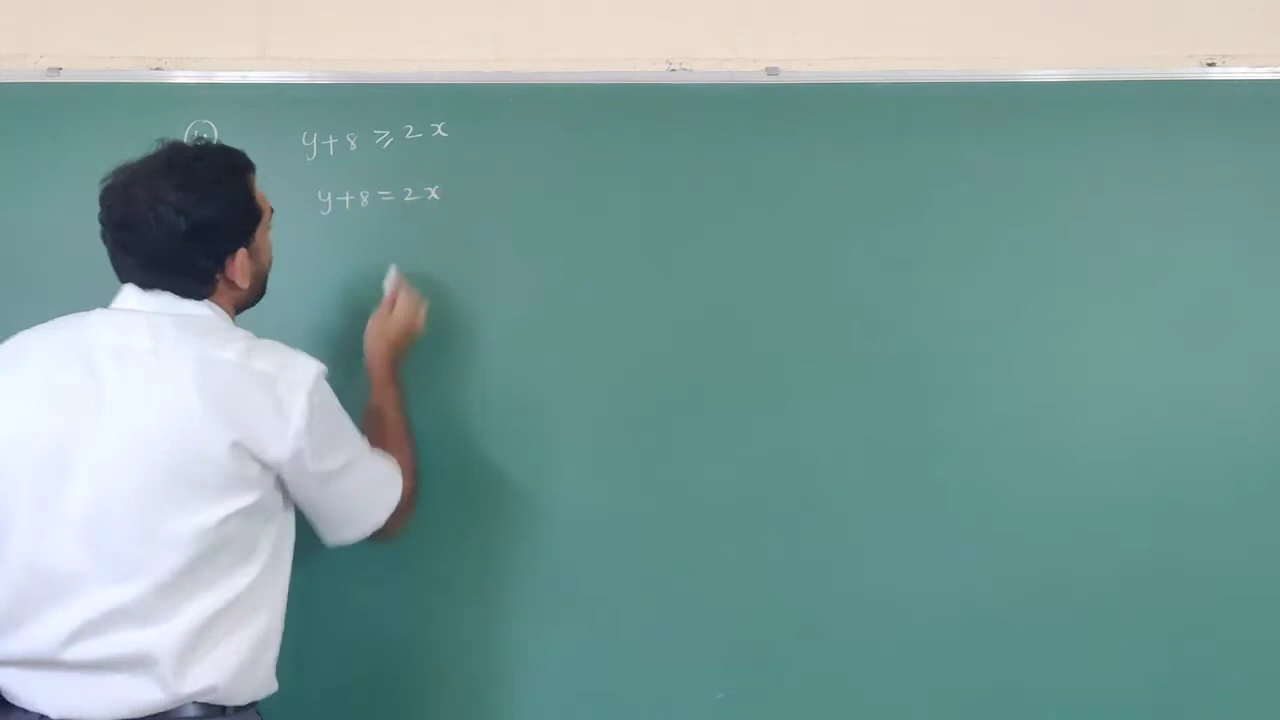 y+8 ⩾ 2x
y+8 = 2x